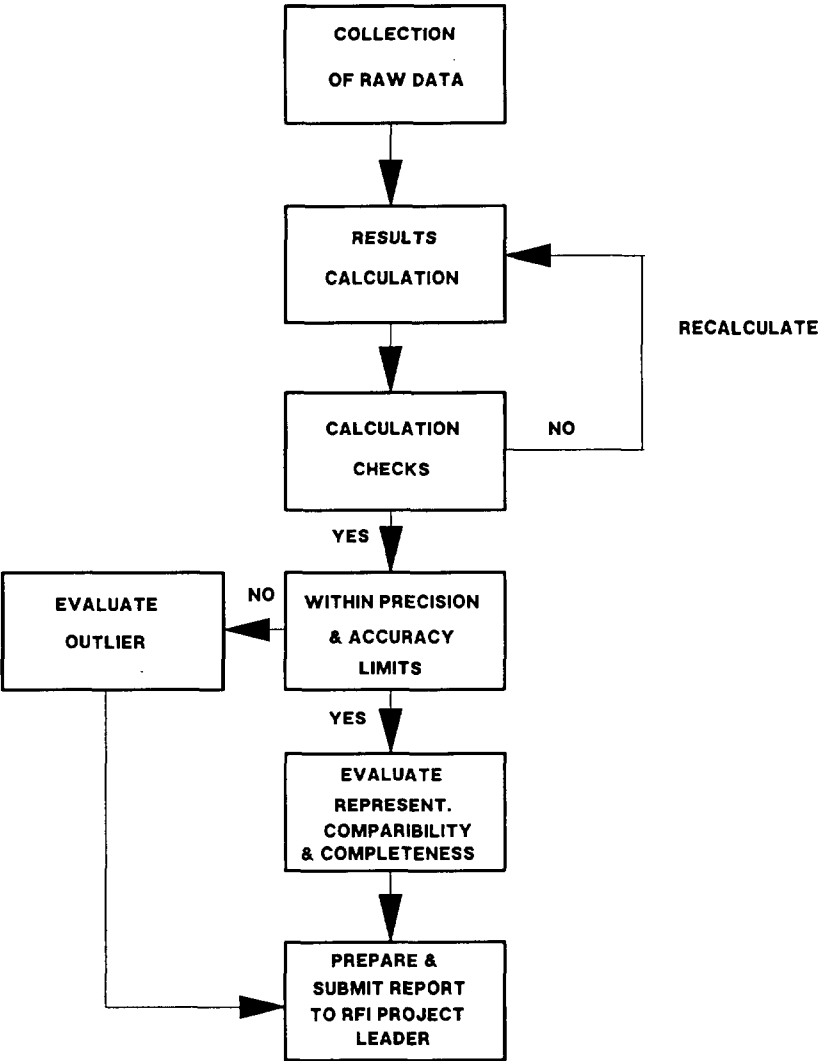 COLLECTION
OF RAW DATA
RESULTS
CALCULATION
RECALCULATE
CALCULATION
CHECKS
NO
YES
EVALUATE
OUTLIER
NO
WITHIN PRECISION
& ACCURACY
LIMITS
YES
EVALUATE
REPRESENT.
COMPARIBILITY
& COMPLETENESS
PREPARE &
SUBMIT REPORT
TO RFI PROJECT
LEADER